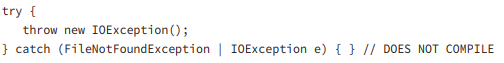 try {
   throw new IOException();
} catch (FileNotFoundException | IOException e) { } // DOES NOT COMPILE